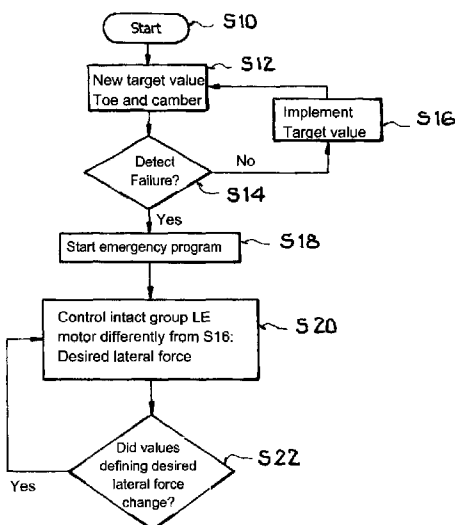 Start
S10
New target value
Toe and camber
S12
Implement
Target value
S16
Detect
Failure?
No
S14
Yes
Start emergency program
S18
Control intact group LE
motor differently from S16:
Desired lateral force
S20
Did values
defining desired
lateral force
change?
S22
Yes